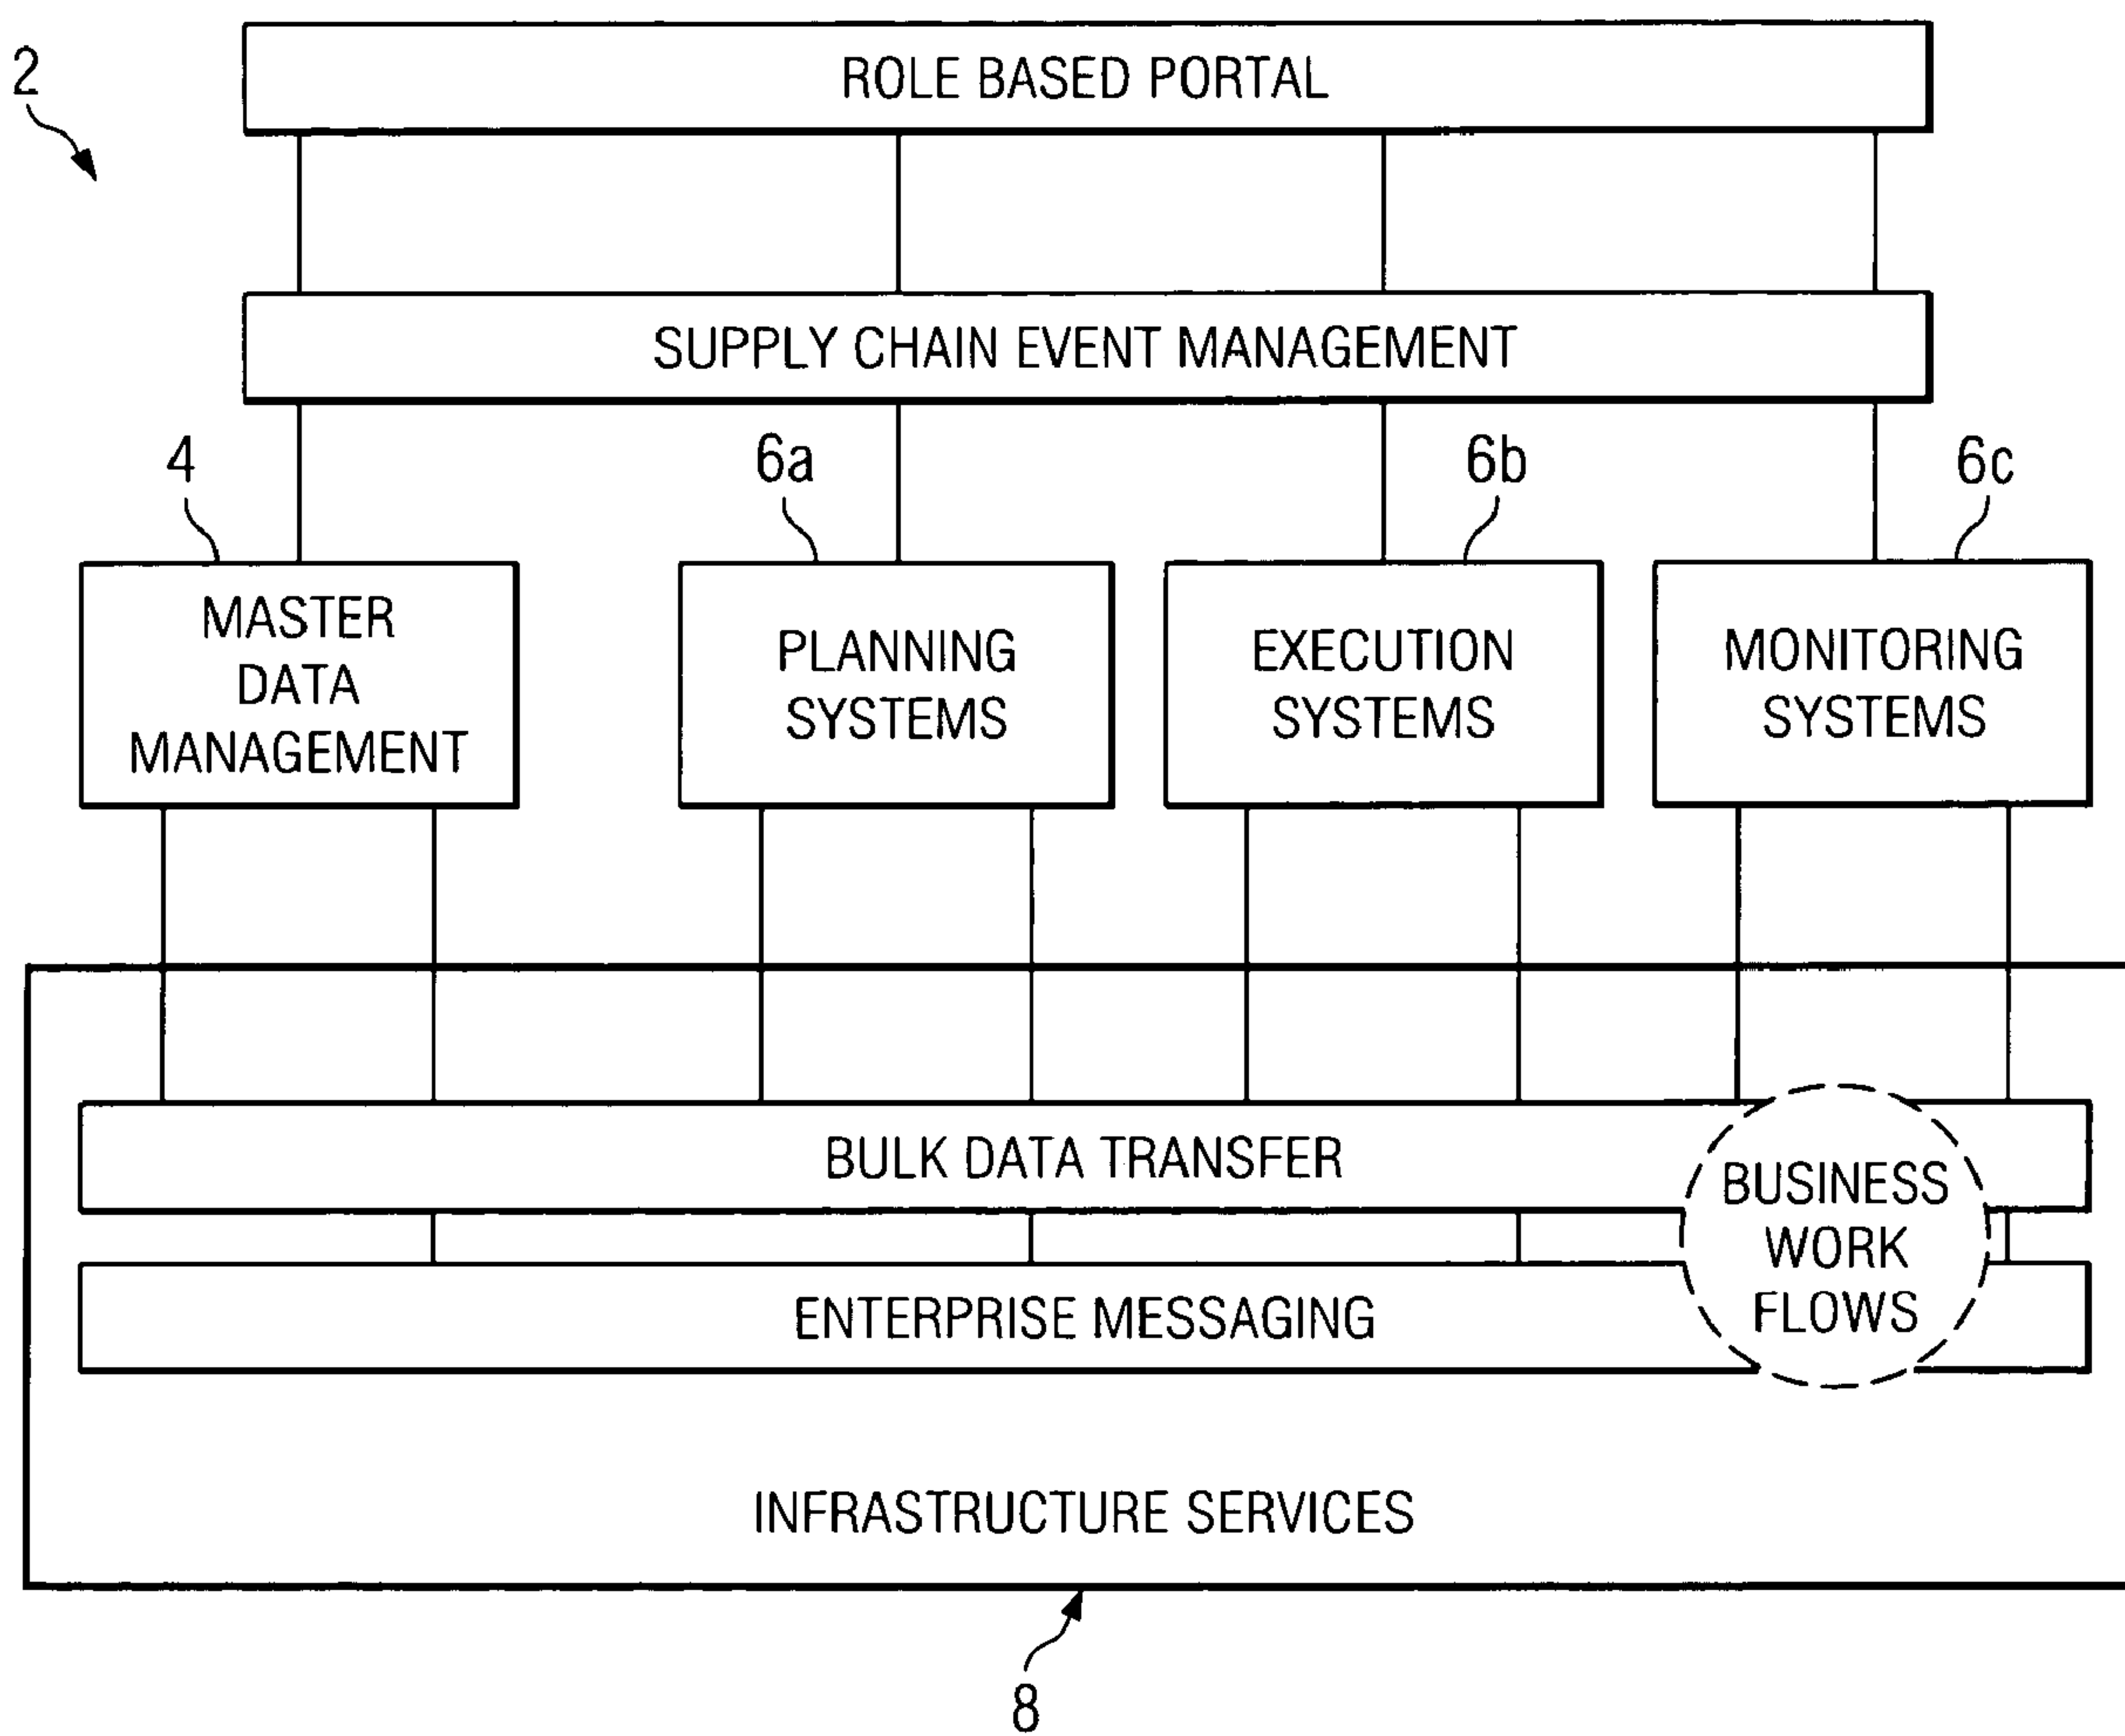 2
ROLE BASED PORTAL
SUPPLY CHAIN EVENT MANAGEMENT
4
6a
6b
6c
MASTER
DATA
MANAGEMENT
PLANNING
SYSTEMS
EXECUTION
SYSTEMS
MONITORING
SYSTEMS
BULK DATA TRANSFER
BUSINESS
WORK
FLOWS
ENTERPRISE MESSAGING
INFRASTRUCTURE SERVICES
8